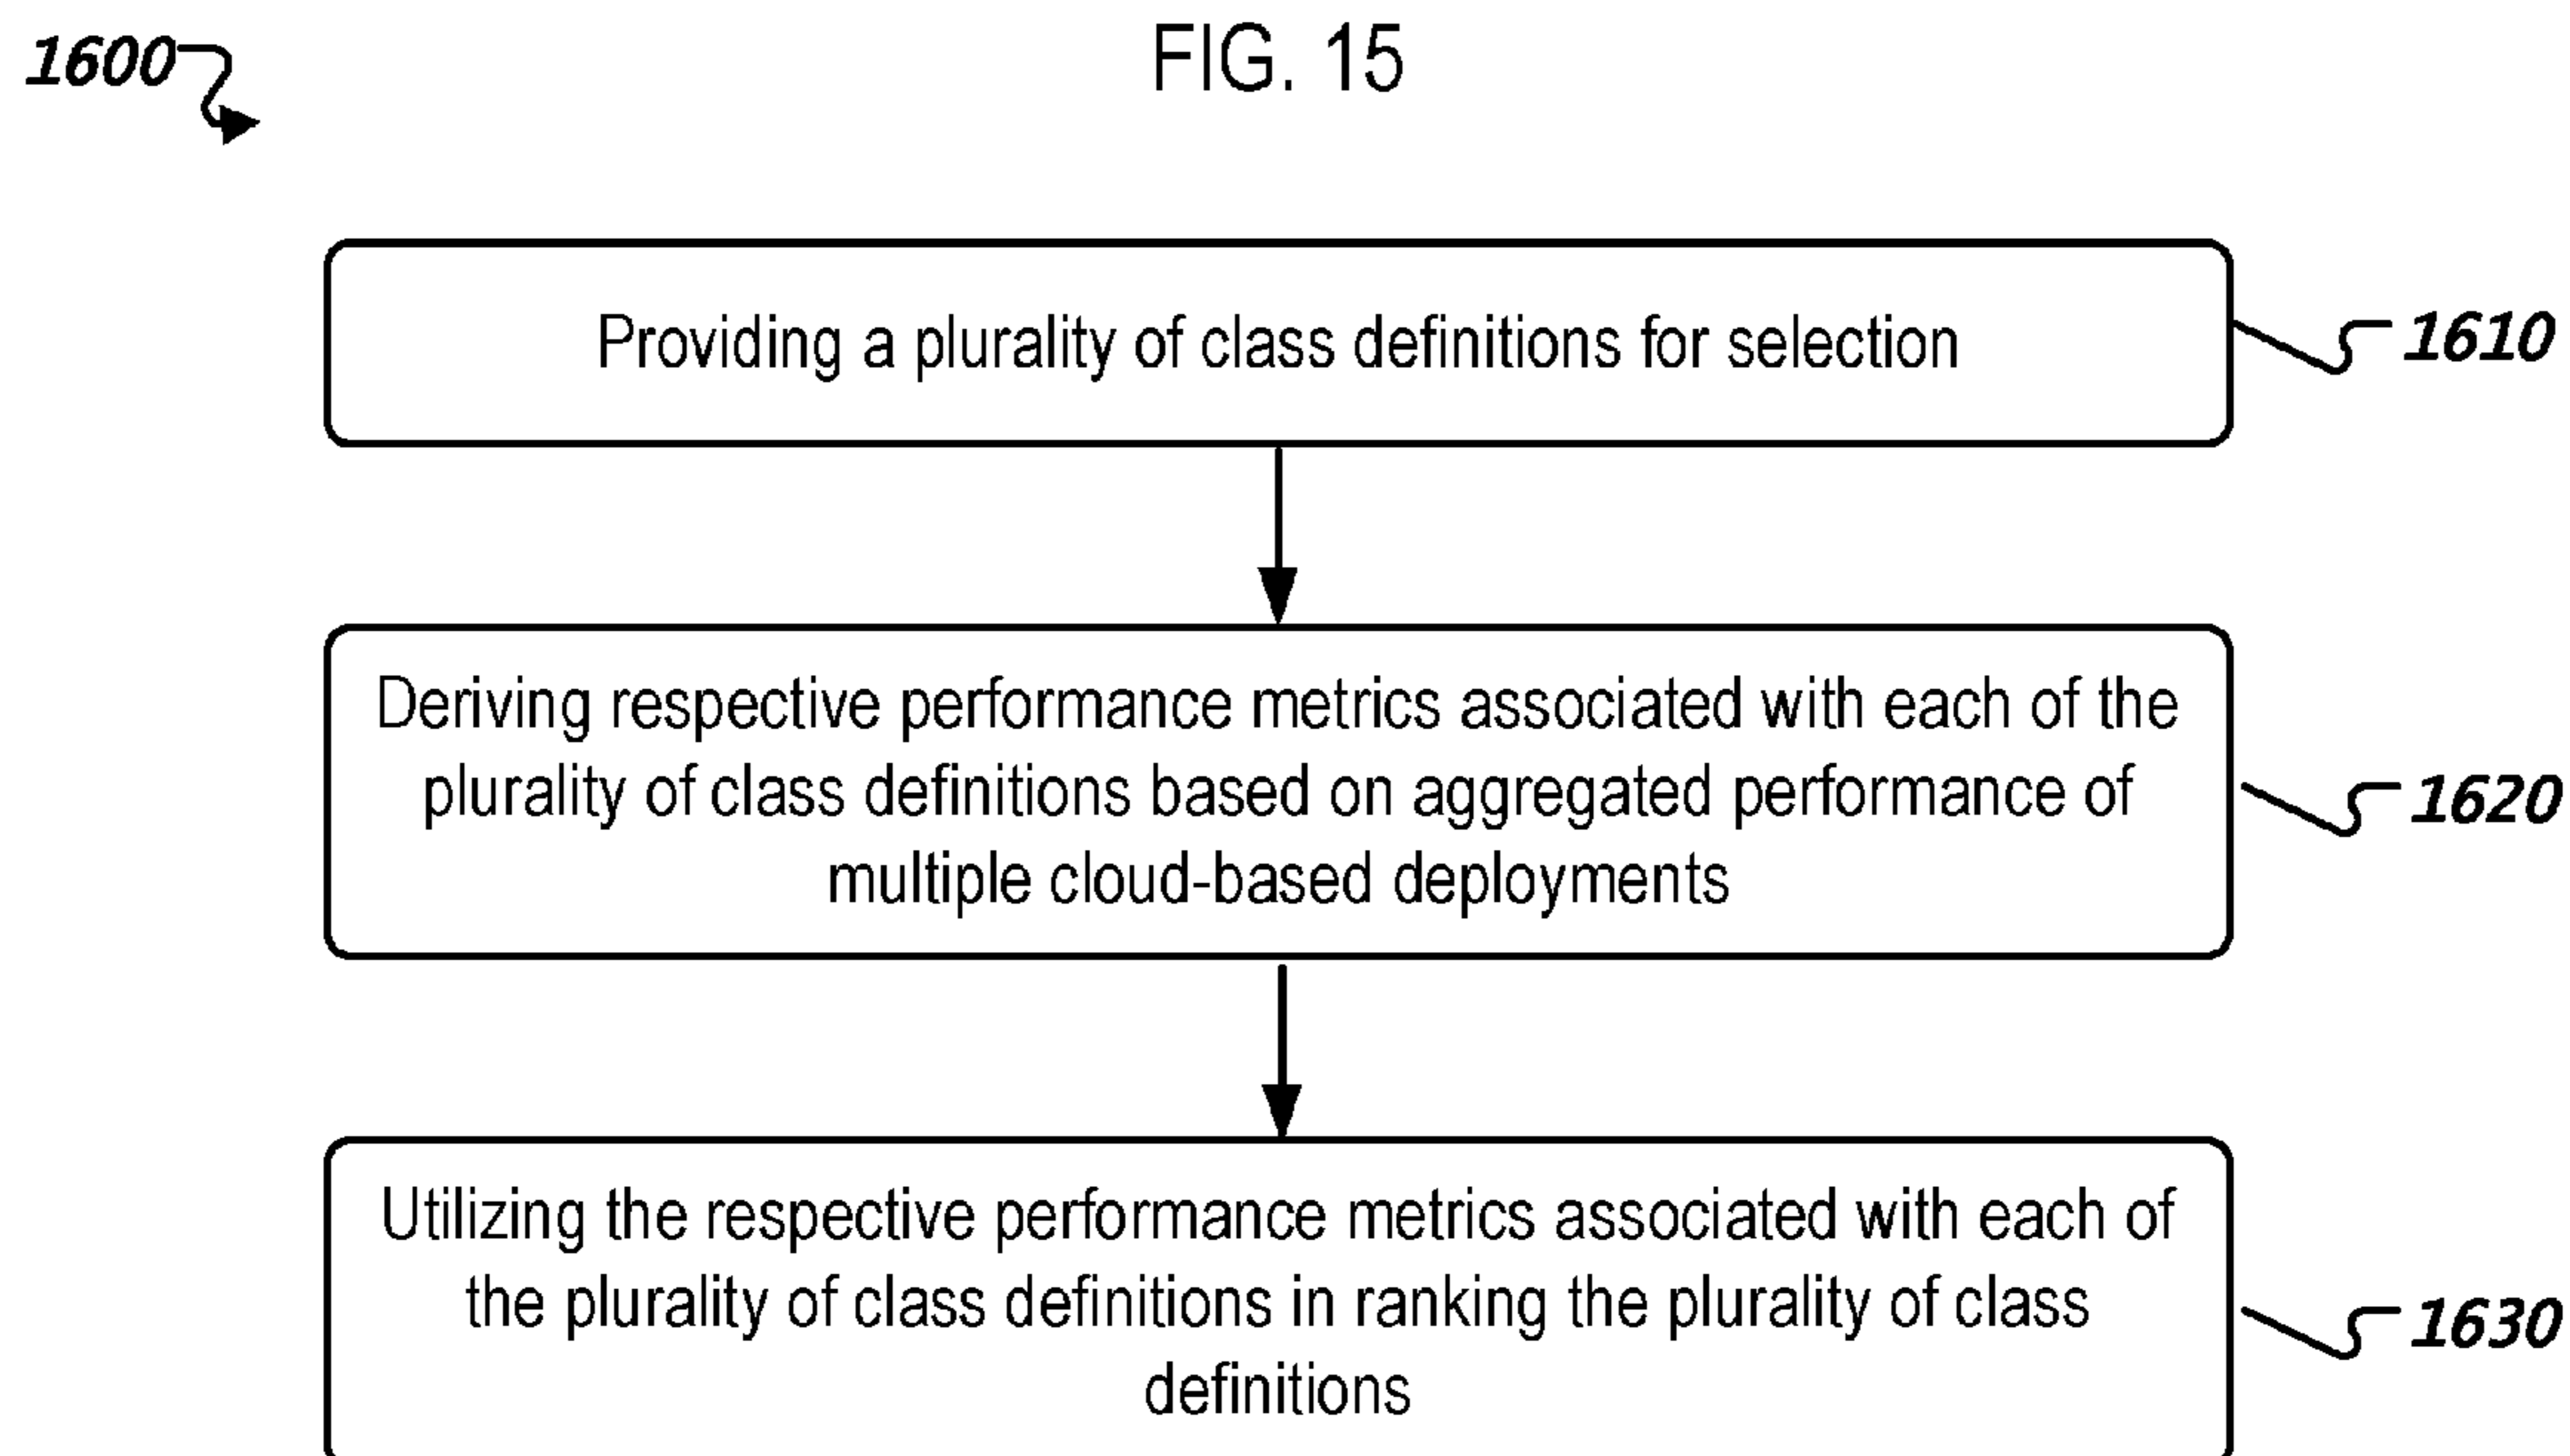 FIG. 15
1600
Providing a plurality of class definitions for selection
1610
Deriving respective performance metrics associated with each of the
plurality of class definitions based on aggregated performance of
multiple cloud-based deployments
1620
Utilizing the respective performance metrics associated with each of
the plurality of class definitions in ranking the plurality of class
definitions
1630